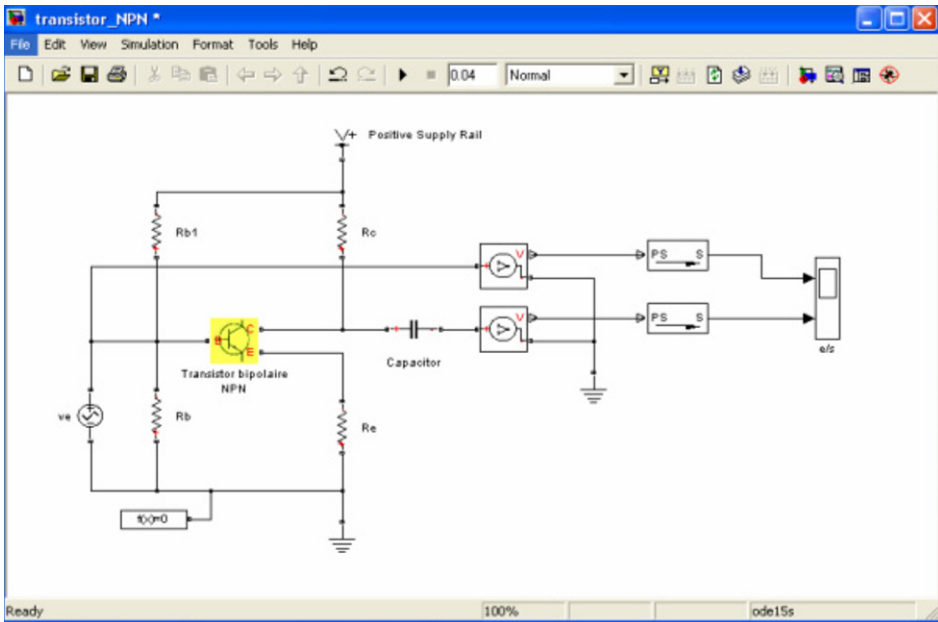 transistor_NPN *
File Edit View Simulation Format Tools Help
0.04 Normal
V+ Positive Supply Rail
Rb1
Rc
V
PS S
C
B
E
V
PS S
Capacitor
e/s
Transistor bipolaire
NPN
ve
Rb
Re
f(x)=0
Ready 100% ode15s